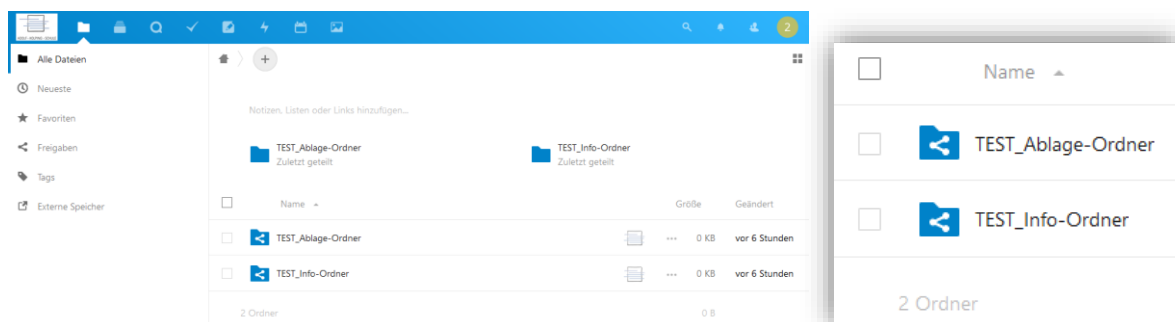 2
Alle Dateien
Neueste
Favoriten
Freigaben
Tags
Externe Speicher
Notizen, Listen oder Links hinzufügen...
TEST_Ablage-Ordner TEST_Info-Ordner
Zuletzt geteilt Zuletzt geteilt
Name Größe Geändert
TEST_Ablage-Ordner ... 0 KB vor 6 Stunden
TEST_Info-Ordner ... 0 KB vor 6 Stunden
2 Ordner 0 B
Name
TEST_Ablage-Ordner
TEST_Info-Ordner
2 Ordner